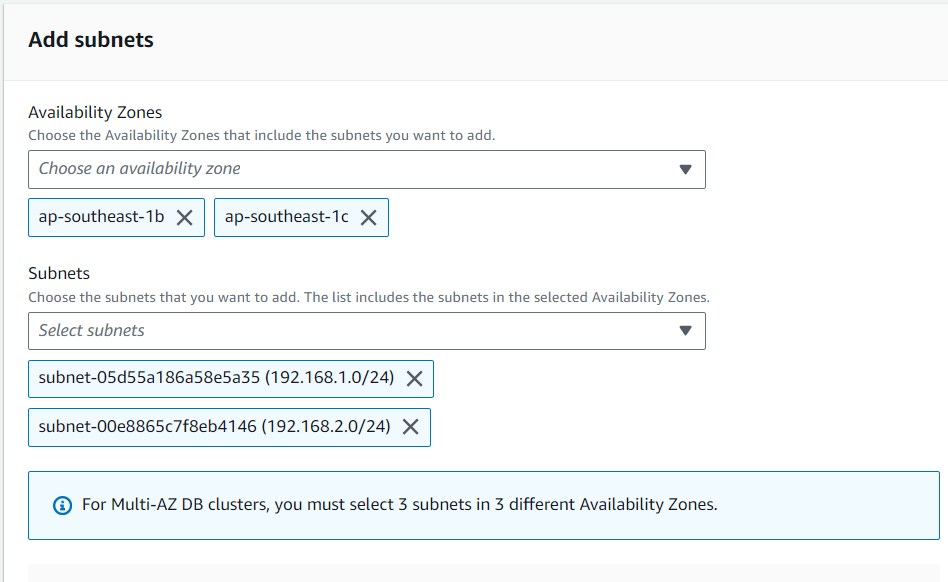 Add subnets
Availability Zones
Choose the Availability Zones that include the subnets you want to add.
Choose an availability zone
ap-southeast-1b ap-southeast-1c
Subnets
Choose the subnets that you want to add. The list includes the subnets in the selected Availability Zones.
Select subnets
subnet-05d55a186a58e5a35 (192.168.1.0/24)
subnet-00e8865c7f8eb4146 (192.168.2.0/24)
For Multi-AZ DB clusters, you must select 3 subnets in 3 different Availability Zones.